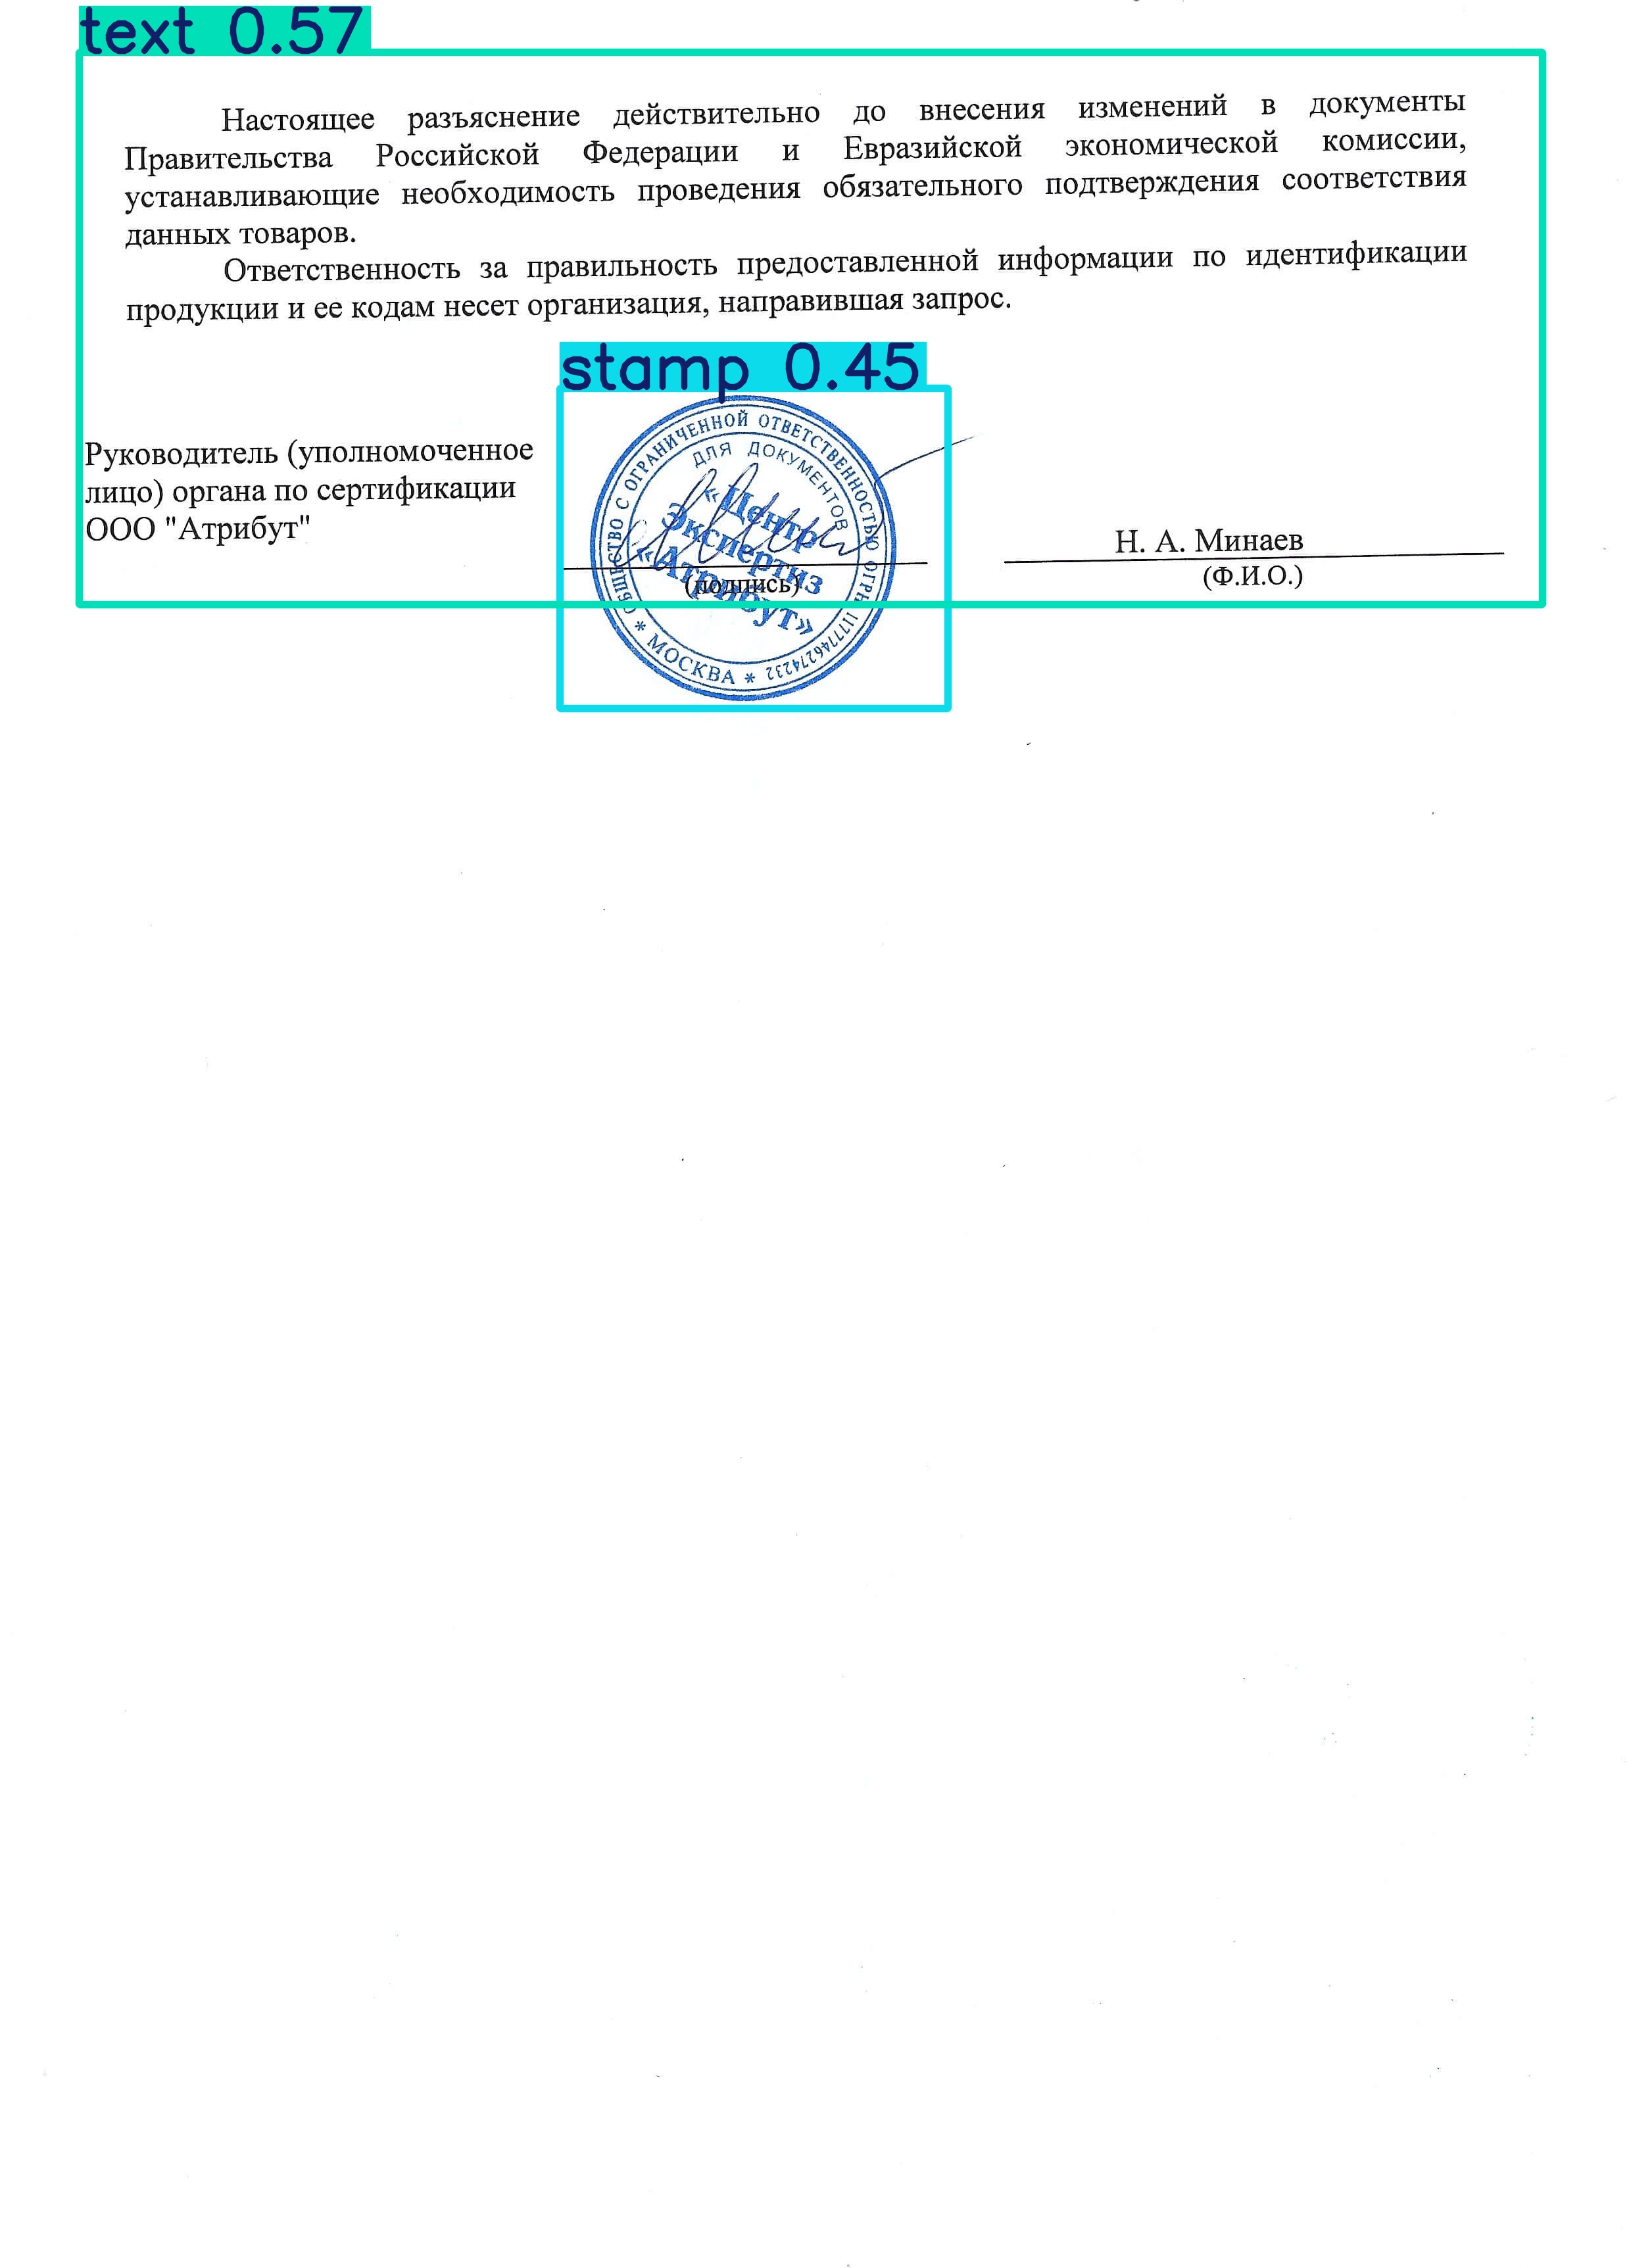 text 0.57
Настоящее разъяснение действительно до внесения изменений в документы
Правительства Российской Федерации и Евразийской экономической комиссии,
устанавливающие необходимость проведения обязательного подтверждения соответствия
данных товаров.
Ответственность за правильность предоставленной информации по идентификации
продукции и ее кодам несет организация, направившая запрос.
stamp 0.45
Руководитель (уполномоченное
лицо) органа по сертификации
ООО "Атрибут"
ОБЩЕСТВО С ОГРАНИЧЕННОЙ ОТВЕТСТВЕННОСТЬЮ ОГРН 1177746274232
* МОСКВА *
ДЛЯ ДОКУМЕНТОВ
«Центр
Экспертиз
«Атрибут»
(подпись)
Н. А. Минаев
(Ф.И.О.)